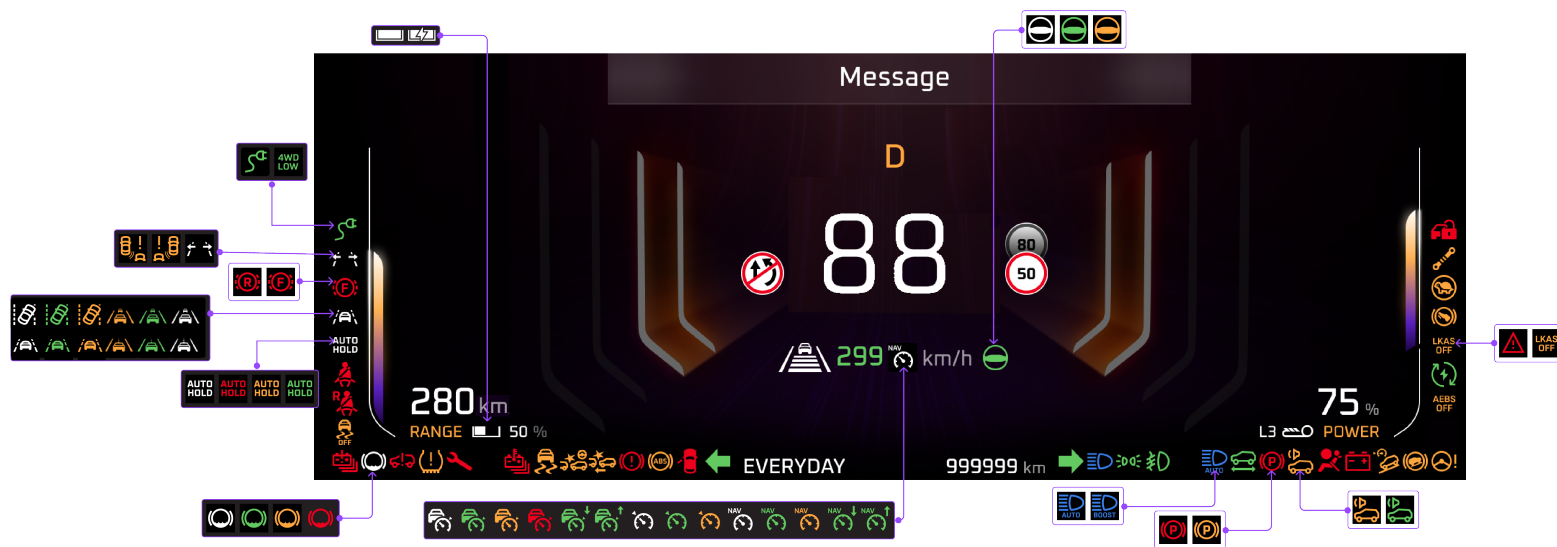 Message
D
4WD
LOW
88
80
50
R
F
F
AUTO
HOLD
LKAS
OFF
LKAS
OFF
299
NAV
km/h
AUTO
HOLD
AUTO
HOLD
AUTO
HOLD
AUTO
HOLD
R
280 km
75 %
AEBS
OFF
RANGE
50 %
L3
POWER
OFF
ABS
EVERYDAY
999999 km
AUTO
P
NAV
NAV
NAV
NAV
NAV
AUTO
BOOST
P
P